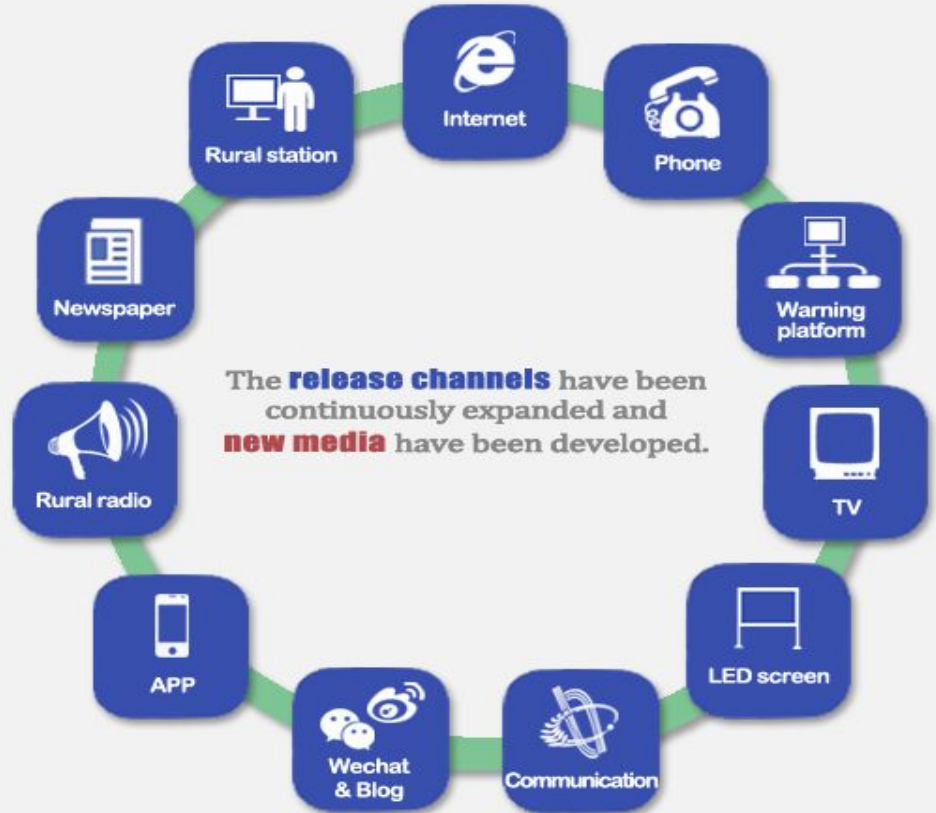 Internet
Phone
Warning
platform
TV
LED screen
Communication
Wechat
& Blog
APP
Rural radio
Newspaper
Rural station
The release channels have been
continuously expanded and
new media have been developed.